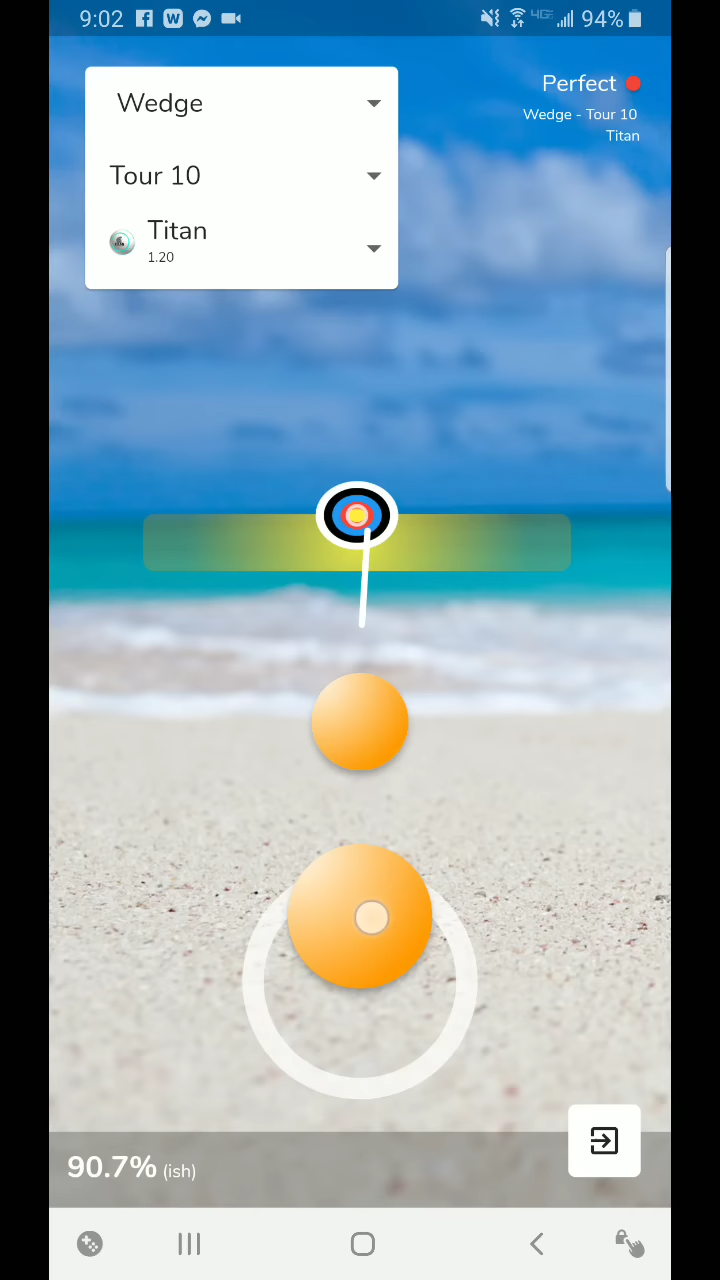 9:02
94%
Wedge
Tour 10
Titan
1.20
Perfect
Wedge - Tour 10
Titan
90.7% (ish)